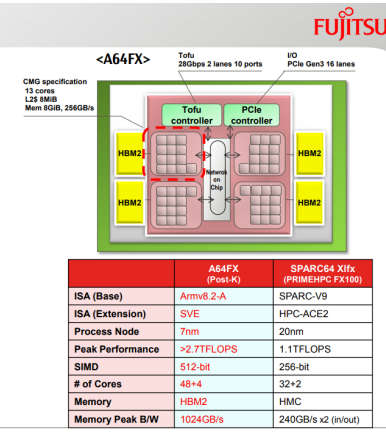 FUJITSU
<A64FX>
Tofu
28Gbps 2 lanes 10 ports
I/O
PCIe Gen3 16 lanes
CMG specification
13 cores
L2$ 8MiB
Mem 8GiB, 256GB/s
Tofu
controller
PCIe
controller
HBM2
HBM2
HBM2
HBM2
Network
on
Chip
A64FX
(Post-K)
SPARC64 XIfx
(PRIMEHPC FX100)
ISA (Base) Armv8.2-A SPARC-V9
ISA (Extension) SVE HPC-ACE2
Process Node 7nm 20nm
Peak Performance >2.7TFLOPS 1.1TFLOPS
SIMD 512-bit 256-bit
# of Cores 48+4 32+2
Memory HBM2 HMC
Memory Peak B/W 1024GB/s 240GB/s x2 (in/out)